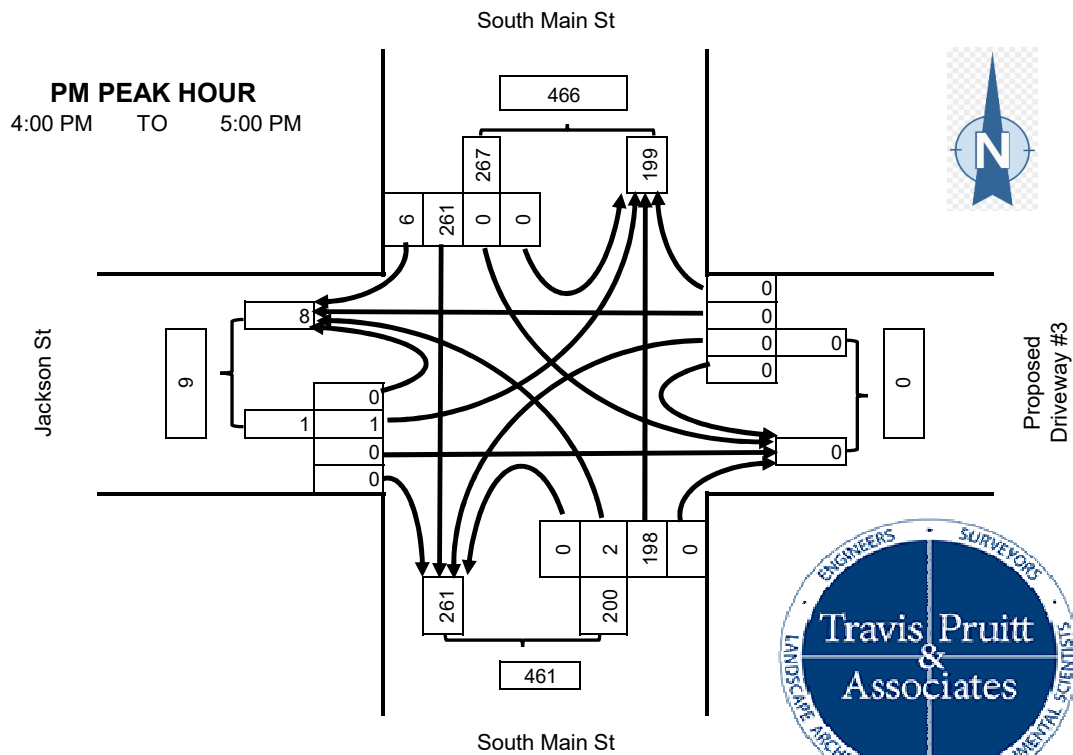 South Main St
PM PEAK HOUR
4:00 PM TO 5:00 PM
466
N
267
199
6 261 0 0
8
0
0
0 0
0
9
Jackson St
0
1 1
0
0
0
0
Proposed
Driveway #3
0 2 198 0
261
200
461
South Main St
ENGINEERS · SURVEYORS ·
Travis Pruitt
&
Associates
LANDSCAPE
SCIENTISTS